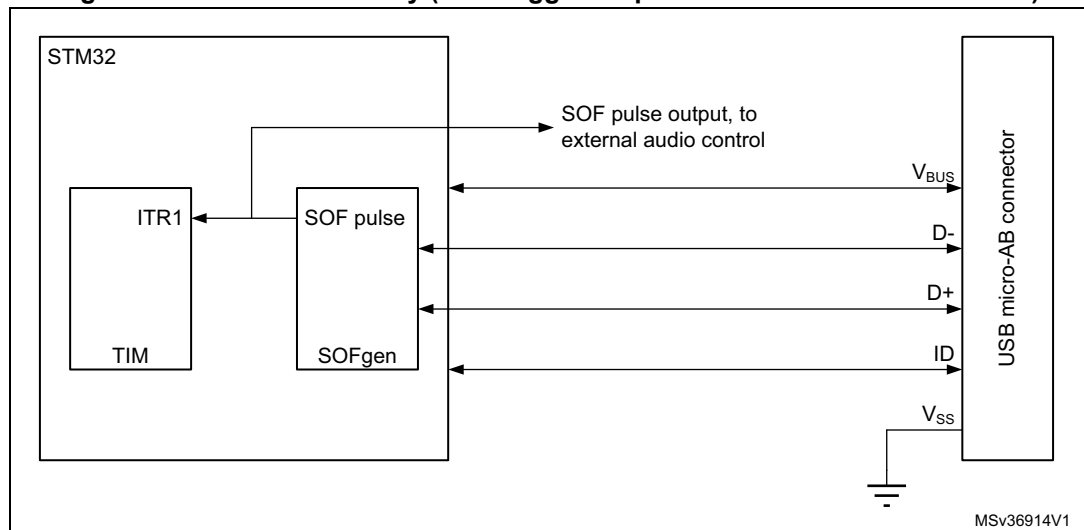 STM32
SOF pulse output, to
external audio control
VBUS
ITR1
SOF pulse
D-
D+
USB micro-AB connector
TIM
SOFgen
ID
VSS
MSv36914V1